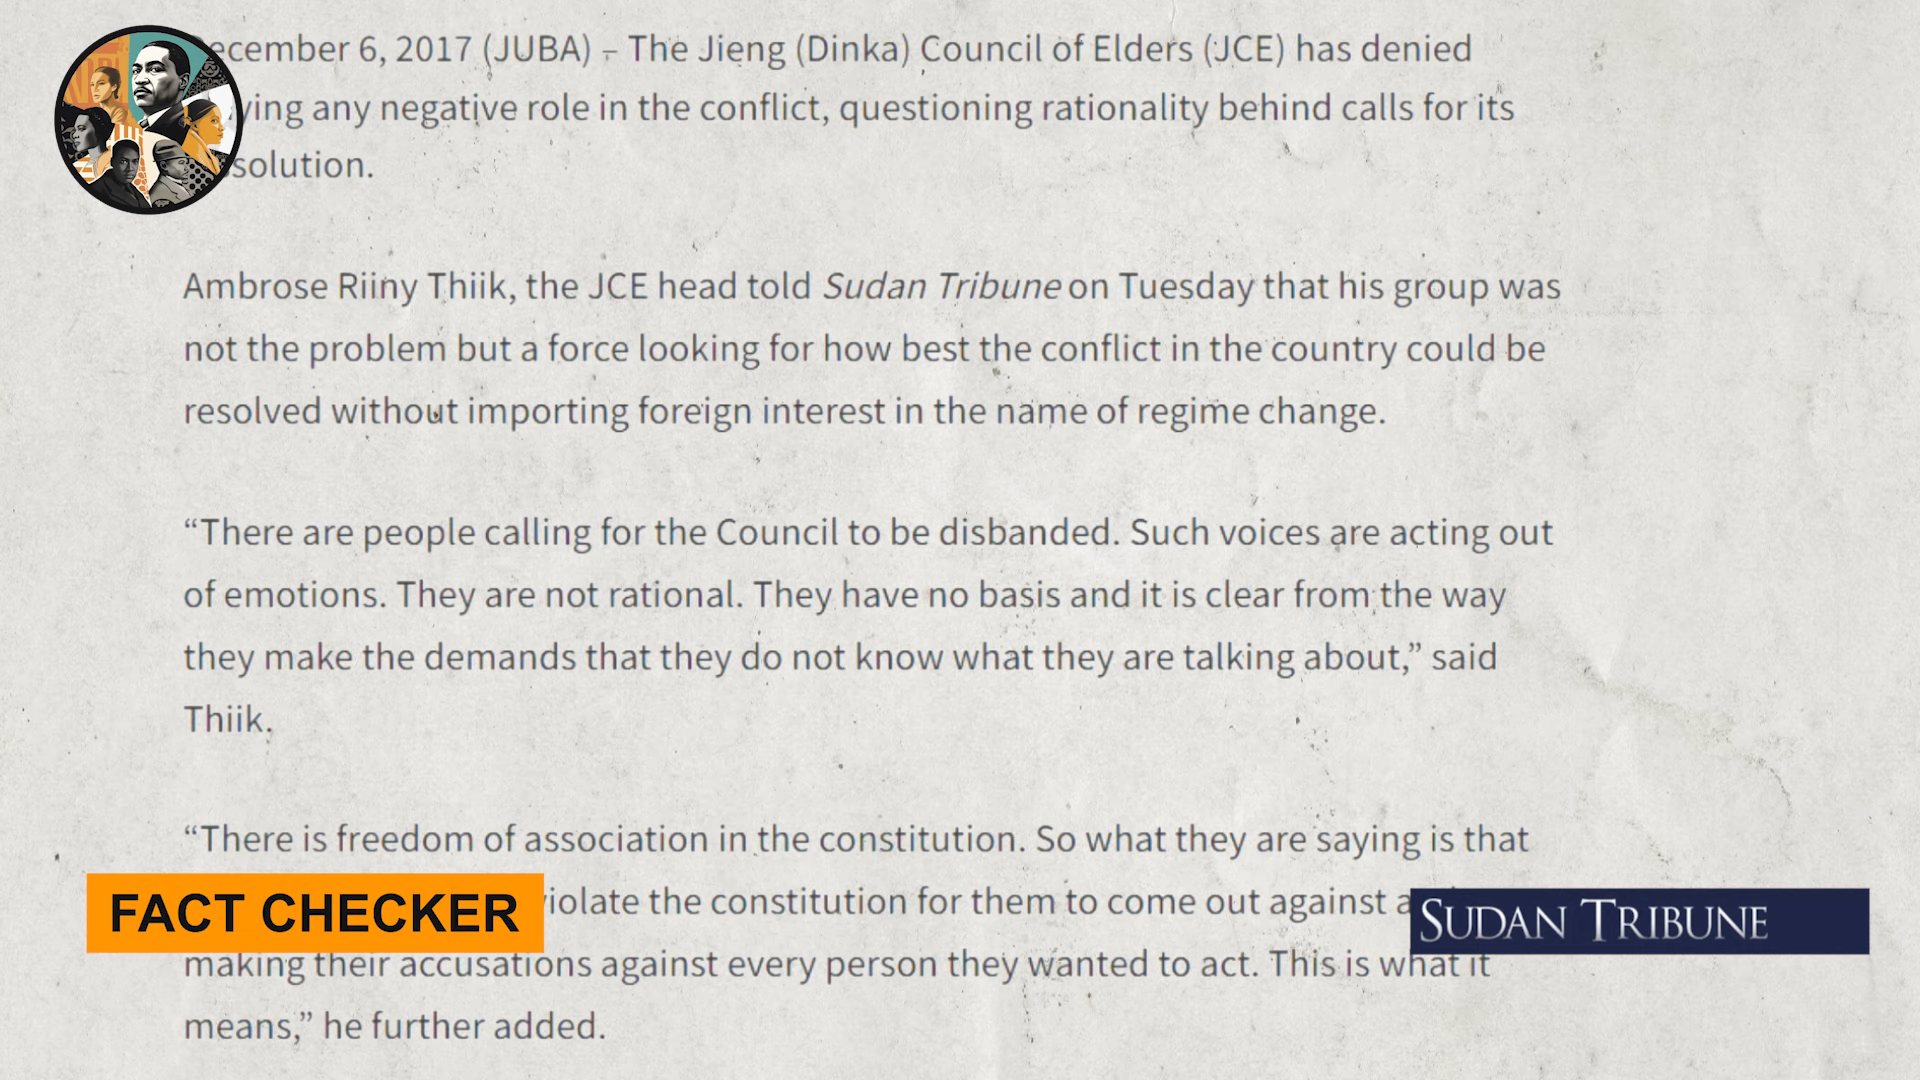 ecember 6, 2017 (JUBA) – The Jieng (Dinka) Council of Elders (JCE) has denied
ying any negative role in the conflict, questioning rationality behind calls for its
solution.
Ambrose Riiny Thiik, the JCE head told Sudan Tribune on Tuesday that his group was
not the problem but a force looking for how best the conflict in the country could be
resolved without importing foreign interest in the name of regime change.
“There are people calling for the Council to be disbanded. Such voices are acting out
of emotions. They are not rational. They have no basis and it is clear from the way
they make the demands that they do not know what they are talking about,” said
Thiik.
“There is freedom of association in the constitution. So what they are saying is that
iolate the constitution for them to come out against a
making their accusations against every person they wanted to act. This is what it
means,” he further added.
FACT CHECKER
SUDAN TRIBUNE